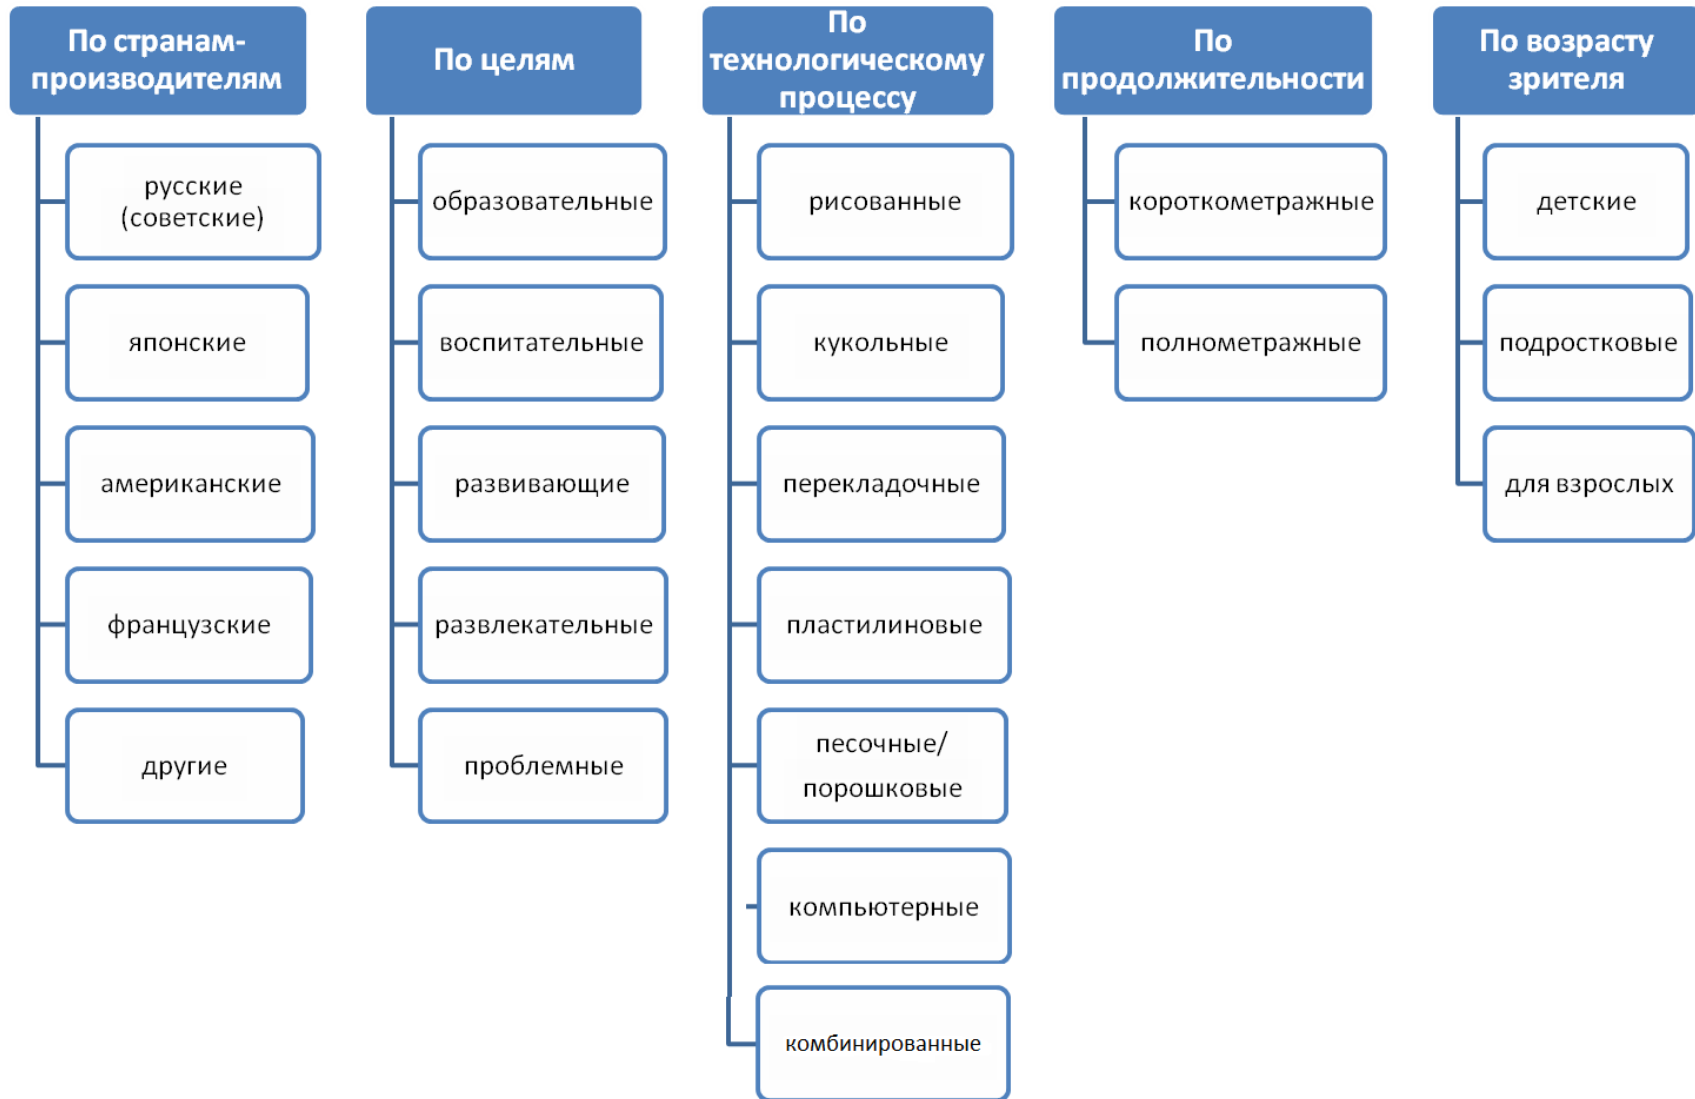 По странам-
производителям
русские
(советские)
японские
американские
французские
другие
По целям
образовательные
воспитательные
развивающие
развлекательные
проблемные
По
технологическому
процессу
рисованные
кукольные
перекладочные
пластилиновые
песочные/
порошковые
компьютерные
комбинированные
По
продолжительности
короткометражные
полнометражные
По возрасту
зрителя
детские
подростковые
для взрослых